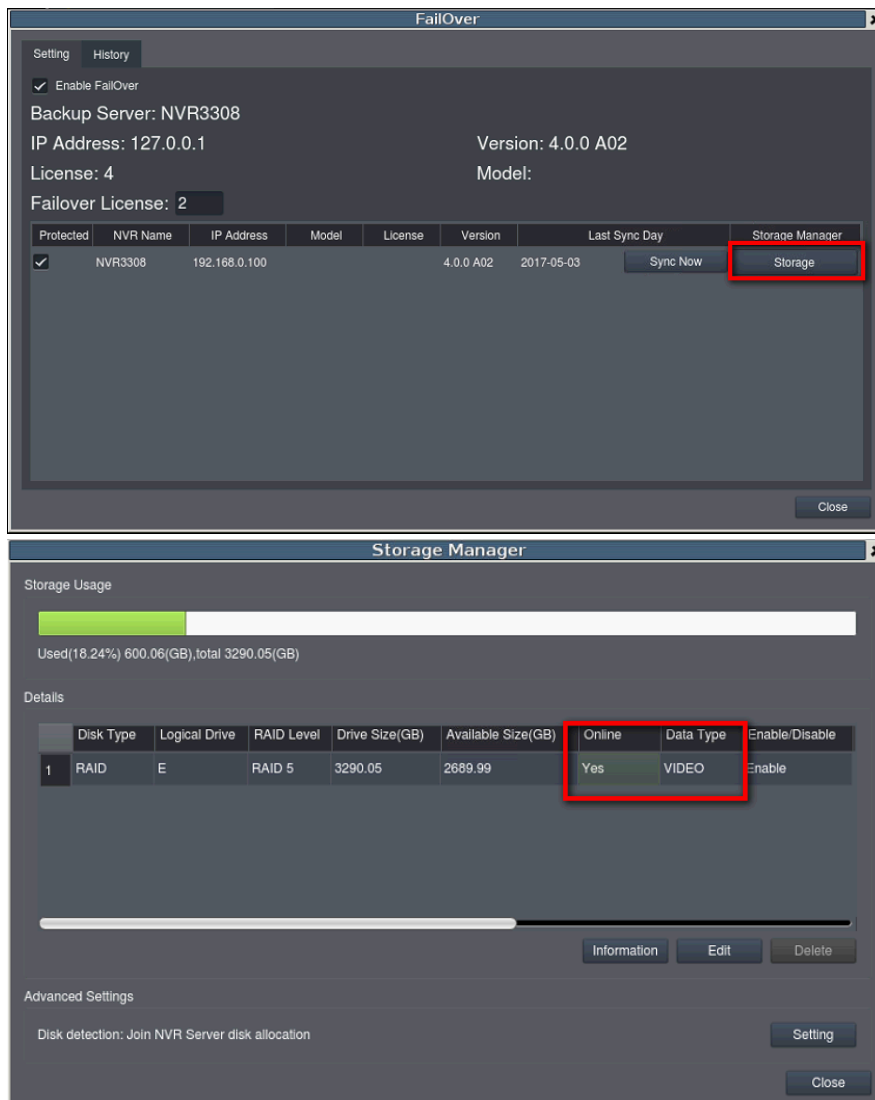 FailOver
Setting History
Enable FailOver
Backup Server: NVR3308
IP Address: 127.0.0.1 Version: 4.0.0 A02
License: 4 Model:
Failover License: 2
Protected NVR Name IP Address Model License Version Last Sync Day Storage Manager
NVR3308 192.168.0.100 4.0.0 A02 2017-05-03 Sync Now Storage
Close
Storage Manager
Storage Usage
Used(18.24%) 600.06(GB),total 3290.05(GB)
Details
Disk Type Logical Drive RAID Level Drive Size(GB) Available Size(GB) Online Data Type Enable/Disable
1 RAID E RAID 5 3290.05 2689.99 Yes VIDEO Enable
Information Edit Delete
Advanced Settings
Disk detection: Join NVR Server disk allocation Setting
Close